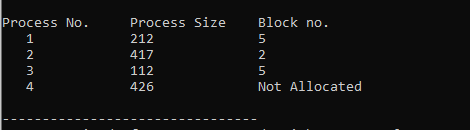 Process No. Process Size Block no.
1 212 5
2 417 2
3 112 5
4 426 Not Allocated
--------------------------------